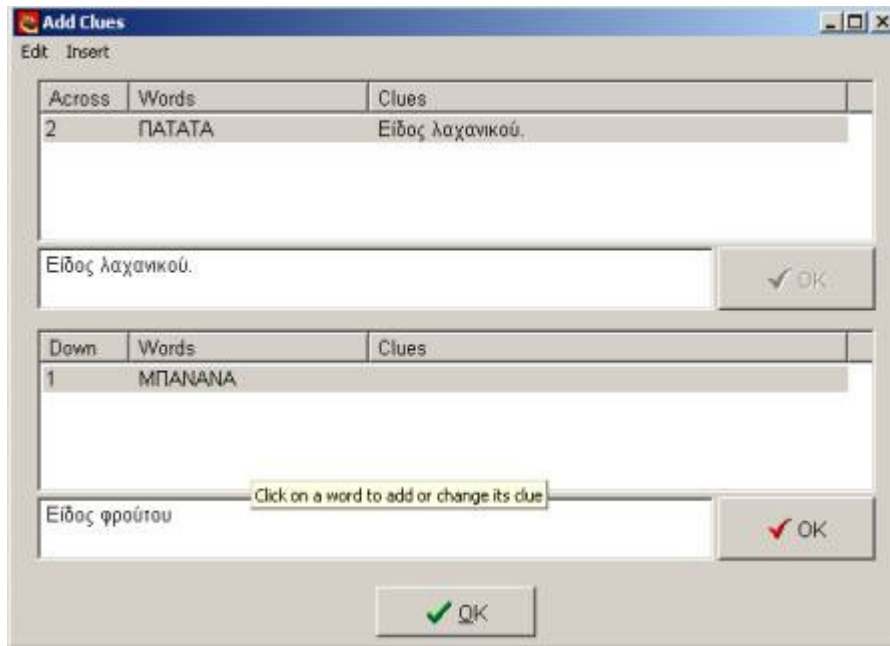 Add Clues
Edit Insert
Across Words Clues
2 ΠΑΤΑΤΑ Είδος λαχανικού.
Είδος λαχανικού.
OK
Down Words Clues
1 ΜΠΑΝΑΝΑ
Click on a word to add or change its clue
Είδος φρούτου
OK
OK